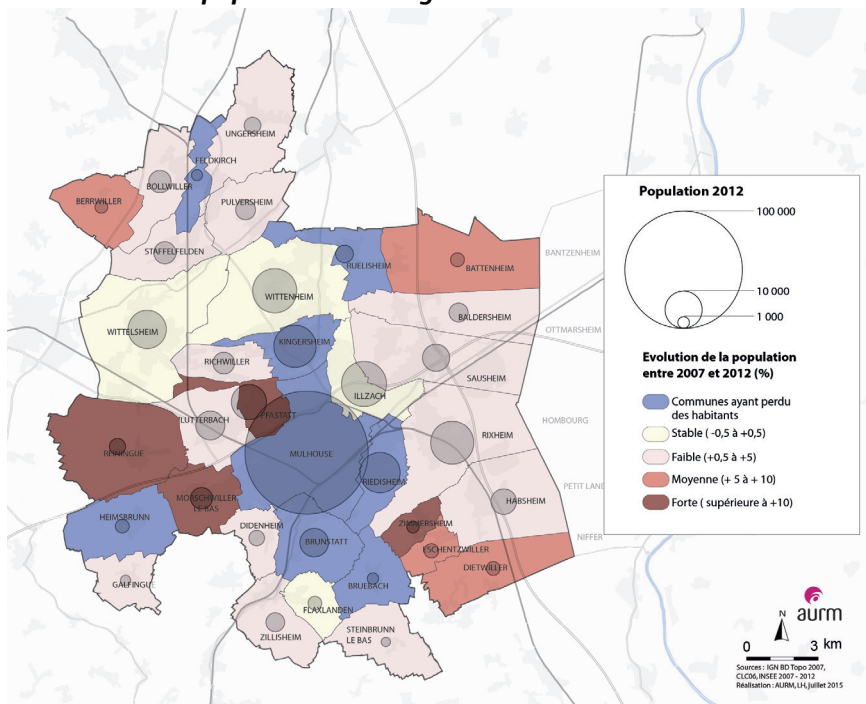 UNGERSHEIM
FELDKIRCH
BOLLWILLER
BERRWILLER
PULVERSHEIM
STAFFELFELDEN
RUELISHEIM
BATTENHEIM
BANTZENHEIM
WITTENHEIM
BALDERSHEIM
WITTELSHEIM
OTTMARSHEIM
KINGERSHEIM
RICHWILLER
SAUSHEIM
ILLZACH
PFASTATT
LUTTERBACH
HOMBOURG
RIXHEIM
REININGUE
MULHOUSE
RIEDISHEIM
PETIT LAND
MORSCHWILLER
LE BAS
HABSHEIM
HEIMSBRUNN
DIDENHEIM
ZIMMERSHEIM
NIFFER
BRUNSTATT
ESCHENTZWILLER
DIETWILLER
GALFINGUE
BRUEBACH
FLAXLANDEN
ZILLISHEIM
STEINBRUNN
LE BAS
Population 2012
100 000
10 000
1 000
Evolution de la population
entre 2007 et 2012 (%)
Communes ayant perdu
des habitants
Stable ( -0,5 à +0,5)
Faible (+0,5 à +5)
Moyenne (+ 5 à + 10)
Forte ( supérieure à +10)
aurm
N
0 3 km
Sources : IGN BD Topo 2007,
CLC06, INSEE 2007 - 2012
Réalisation : AURM, LH, Juillet 2015